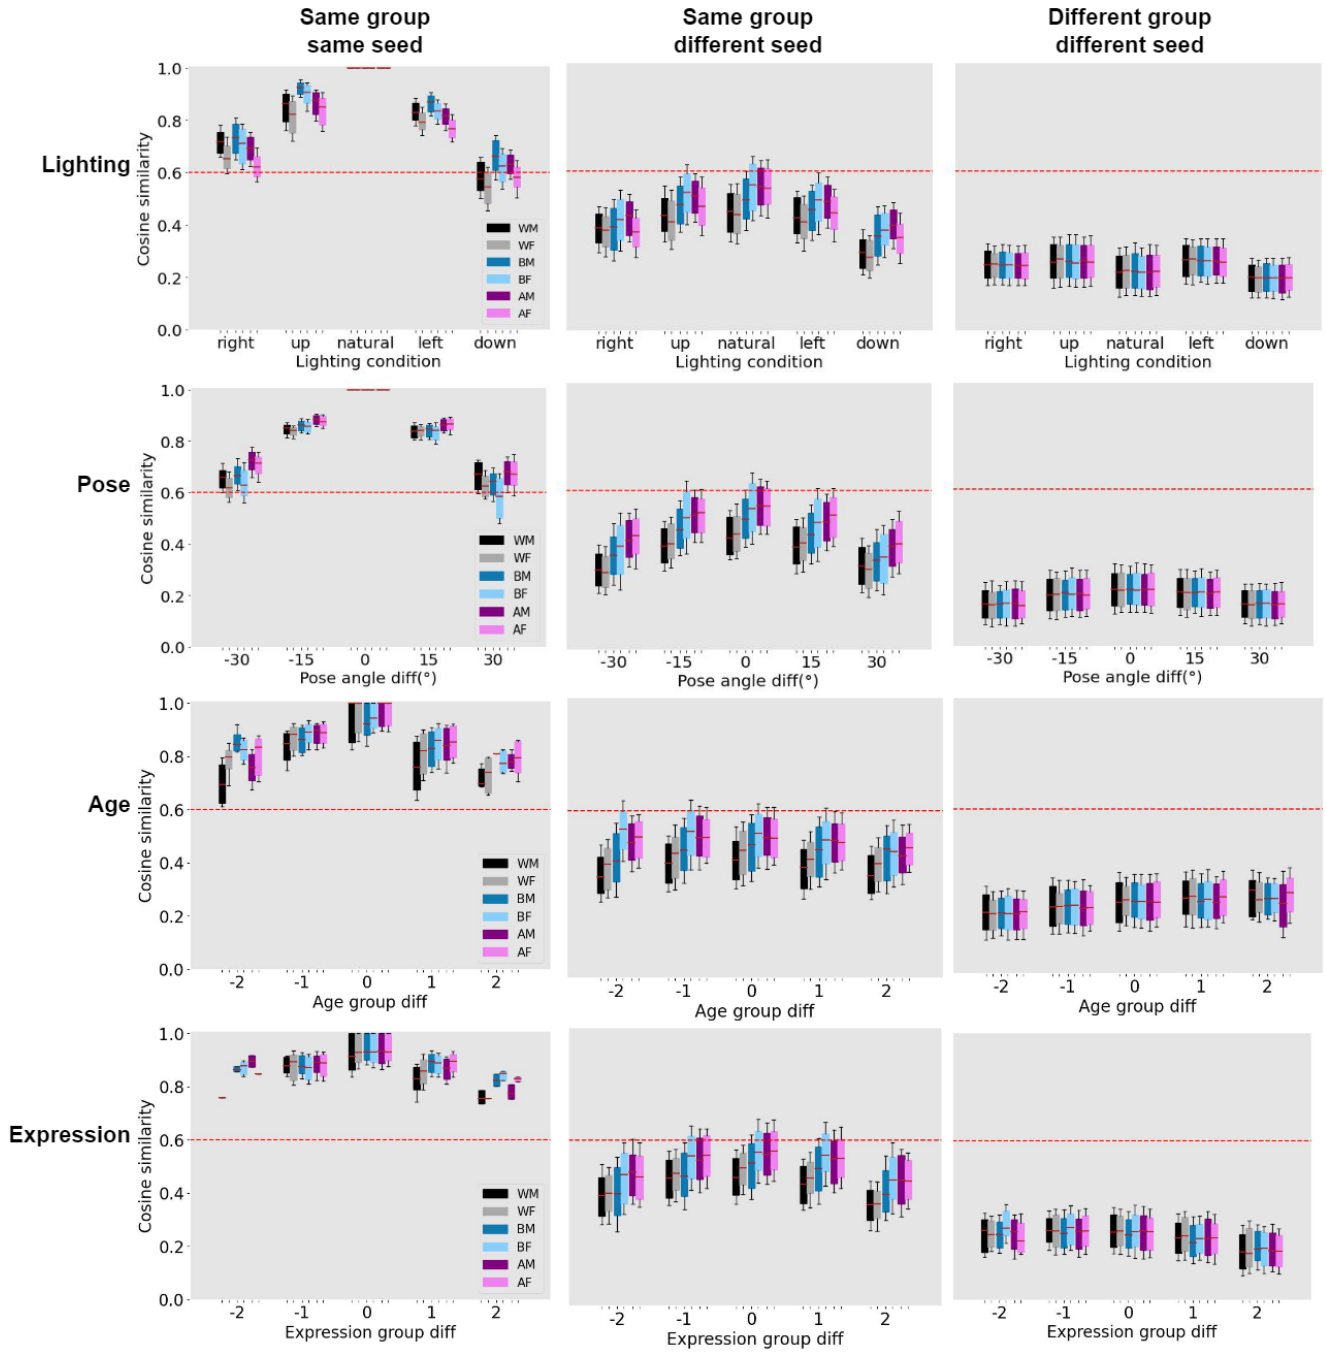 Same group
same seed
Same group
different seed
Different group
different seed
Lighting
Cosine similarity
1.0
0.8
0.6
0.4
0.2
0.0
WM
WF
BM
BF
AM
AF
right up natural left down
Lighting condition
right up natural left down
Lighting condition
right up natural left down
Lighting condition
Pose
Cosine similarity
1.0
0.8
0.6
0.4
0.2
0.0
WM
WF
BM
BF
AM
AF
-30 -15 0 15 30
Pose angle diff(°)
-30 -15 0 15 30
Pose angle diff(°)
-30 -15 0 15 30
Pose angle diff(°)
Age
Cosine similarity
1.0
0.8
0.6
0.4
0.2
0.0
WM
WF
BM
BF
AM
AF
-2 -1 0 1 2
Age group diff
-2 -1 0 1 2
Age group diff
-2 -1 0 1 2
Age group diff
Expression
Cosine similarity
1.0
0.8
0.6
0.4
0.2
0.0
WM
WF
BM
BF
AM
AF
-2 -1 0 1 2
Expression group diff
-2 -1 0 1 2
Expression group diff
-2 -1 0 1 2
Expression group diff